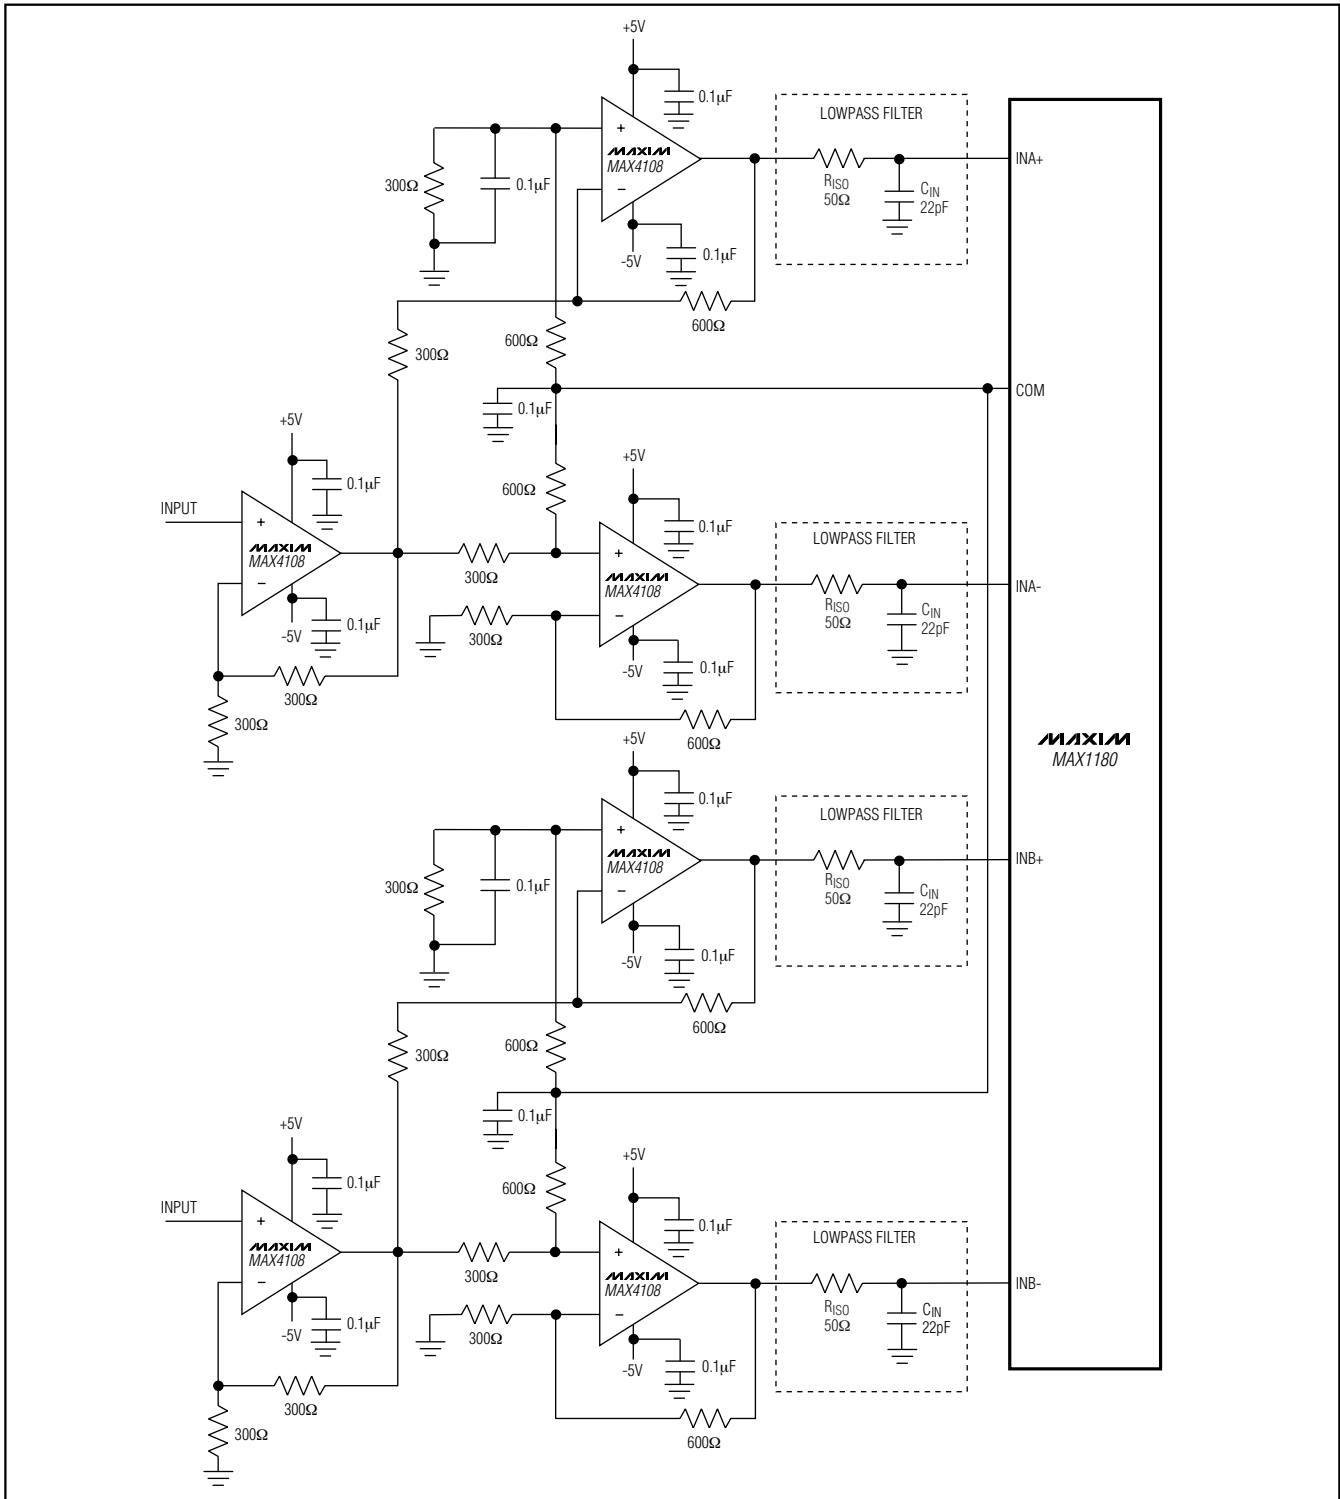 +5V
0.1µF
LOWPASS FILTER
+
MAXIM
MAX4108
INA+
300Ω
0.1µF
−
RISO
50Ω
CIN
22pF
-5V
0.1µF
600Ω
300Ω
600Ω
COM
0.1µF
+5V
+5V
0.1µF
600Ω
INPUT
+
0.1µF
LOWPASS FILTER
MAXIM
MAX4108
300Ω
+
MAXIM
MAX4108
INA-
−
-5V
0.1µF
300Ω
−
RISO
50Ω
CIN
22pF
-5V
0.1µF
300Ω
300Ω
600Ω
+5V
MAXIM
MAX1180
0.1µF
LOWPASS FILTER
+
MAXIM
MAX4108
INB+
300Ω
0.1µF
−
RISO
50Ω
CIN
22pF
-5V
0.1µF
600Ω
300Ω
600Ω
0.1µF
+5V
+5V
0.1µF
600Ω
INPUT
+
0.1µF
LOWPASS FILTER
MAXIM
MAX4108
300Ω
+
MAXIM
MAX4108
INB-
−
-5V
0.1µF
300Ω
−
RISO
50Ω
CIN
22pF
-5V
0.1µF
300Ω
300Ω
600Ω